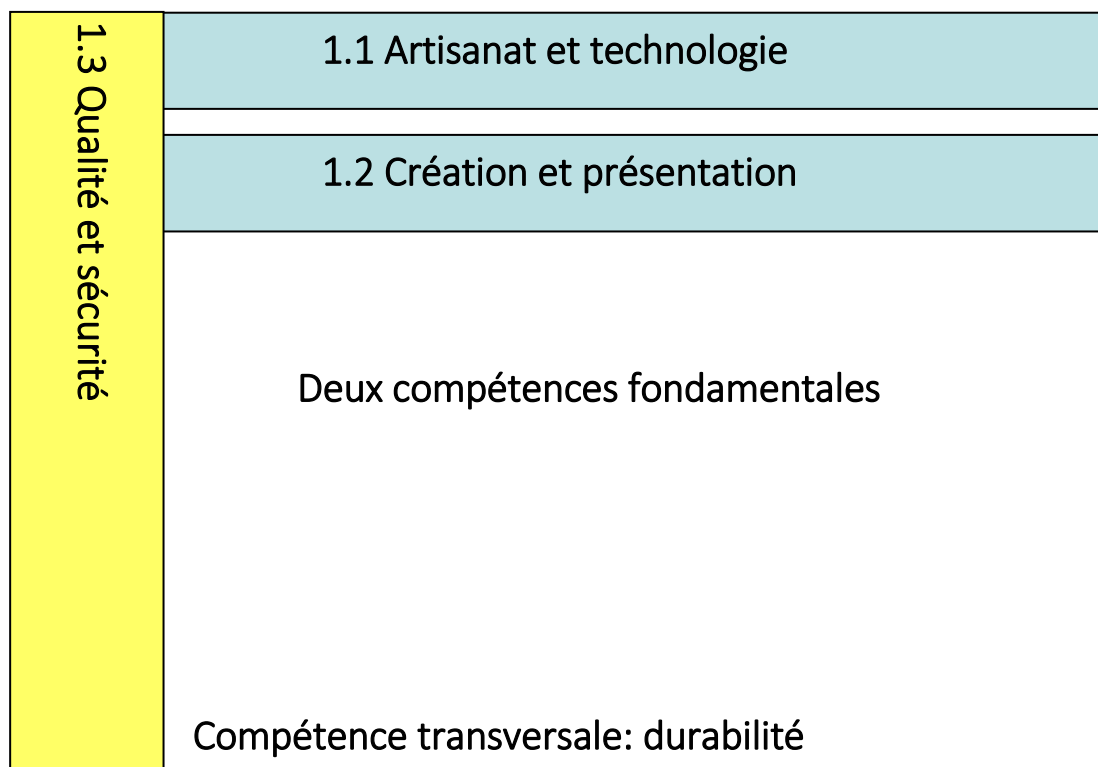 1.3 Qualité et sécurité
1.1 Artisanat et technologie
1.2 Création et présentation
Deux compétences fondamentales
Compétence transversale: durabilité